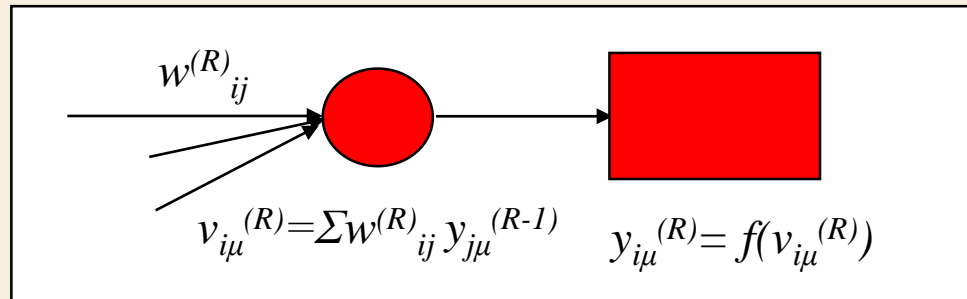 w^(R)_ij
v_iμ^(R)=Σw^(R)_ij y_jμ^(R-1)
y_iμ^(R)= f(v_iμ^(R))